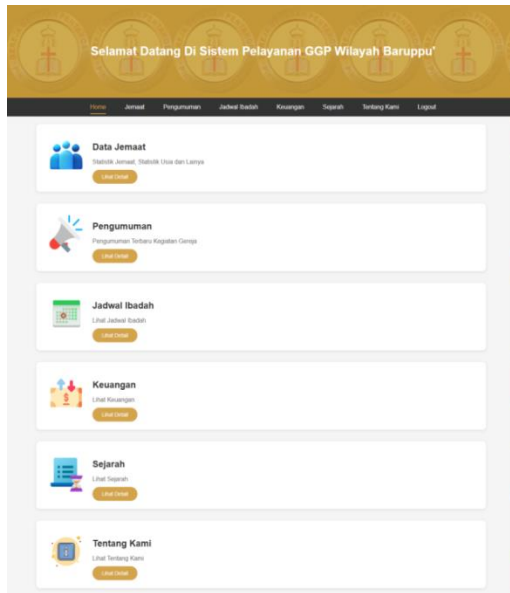 Selamat Datang Di Sistem Pelayanan GGP Wilayah Baruppu'
Home Jemaat Pengumuman Jadwal Ibadah Keuangan Sejarah Tentang Kami Logout
Data Jemaat
Statistik Jemaat, Statistik Usia dan Lainya
Lihat Detail
Pengumuman
Pengumuman Terbaru Kegiatan Gereja
Lihat Detail
Jadwal Ibadah
Lihat Jadwal Ibadah
Lihat Detail
Keuangan
Lihat Keuangan
Lihat Detail
Sejarah
Lihat Sejarah
Lihat Detail
Tentang Kami
Lihat Tentang Kami
Lihat Detail